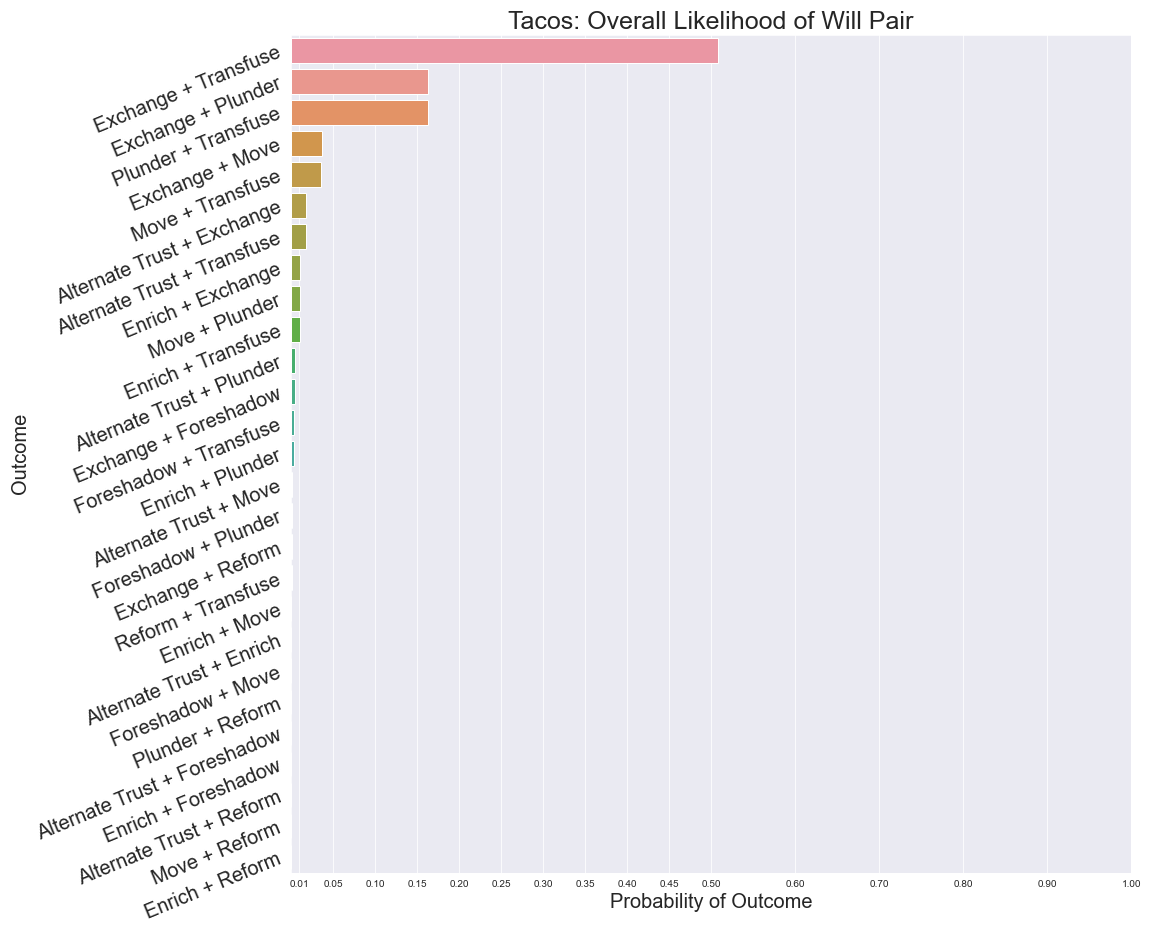 Tacos: Overall Likelihood of Will Pair
Exchange + Transfuse
Exchange + Plunder
Plunder + Transfuse
Exchange + Move
Move + Transfuse
Alternate Trust + Exchange
Alternate Trust + Transfuse
Enrich + Exchange
Move + Plunder
Enrich + Transfuse
Alternate Trust + Plunder
Exchange + Foreshadow
Foreshadow + Transfuse
Enrich + Plunder
Alternate Trust + Move
Foreshadow + Plunder
Exchange + Reform
Reform + Transfuse
Enrich + Move
Alternate Trust + Enrich
Foreshadow + Move
Plunder + Reform
Alternate Trust + Foreshadow
Enrich + Foreshadow
Alternate Trust + Reform
Move + Reform
Enrich + Reform
Outcome
0.01 0.05 0.10 0.15 0.20 0.25 0.30 0.35 0.40 0.45 0.50 0.60 0.70 0.80 0.90 1.00
Probability of Outcome